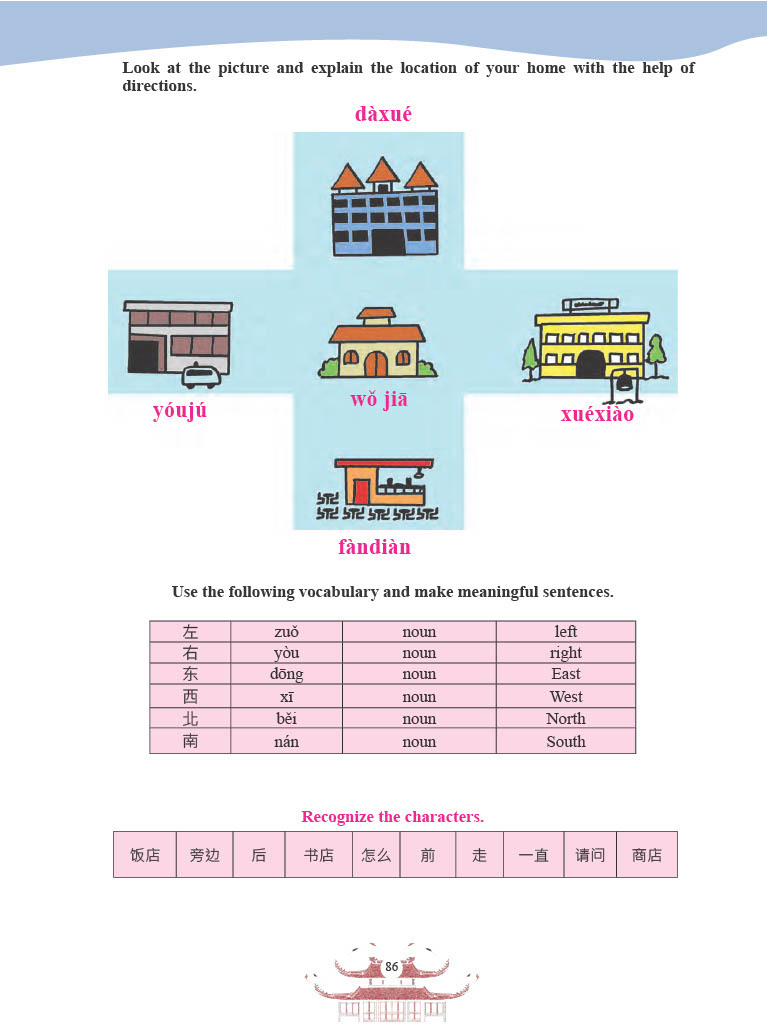 Look at the picture and explain the location of your home with the help of
directions.
dàxué
yóujú
wǒ jiā
xuéxiào
fàndiàn
Use the following vocabulary and make meaningful sentences.
左 zuǒ noun left
右 yòu noun right
东 dōng noun East
西 xī noun West
北 běi noun North
南 nán noun South
Recognize the characters.
饭店 旁边 后 书店 怎么 前 走 一直 请问 商店
86